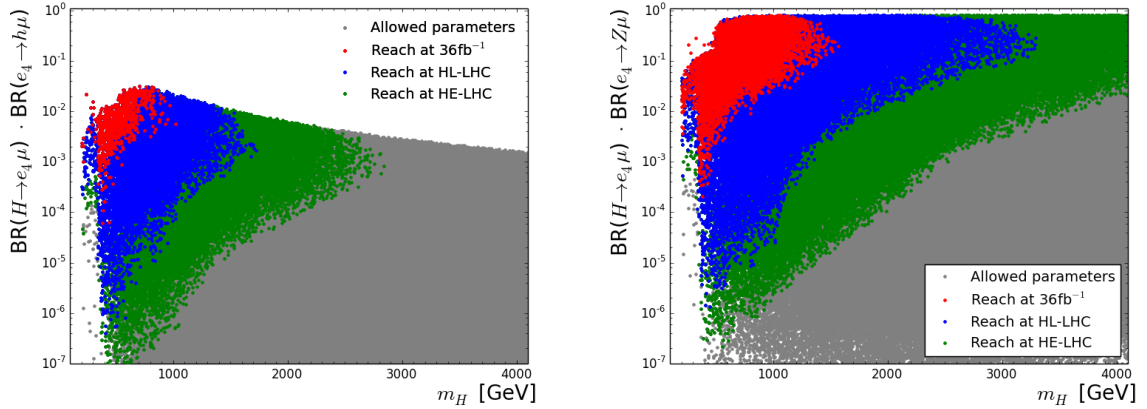 BR(H→e₄μ) · BR(e₄→hμ)
10⁰
10⁻¹
10⁻²
10⁻³
10⁻⁴
10⁻⁵
10⁻⁶
10⁻⁷
Allowed parameters
Reach at 36fb⁻¹
Reach at HL-LHC
Reach at HE-LHC
1000
2000
3000
4000
m_H [GeV]
BR(H→e₄μ) · BR(e₄→Zμ)
10⁰
10⁻¹
10⁻²
10⁻³
10⁻⁴
10⁻⁵
10⁻⁶
10⁻⁷
Allowed parameters
Reach at 36fb⁻¹
Reach at HL-LHC
Reach at HE-LHC
1000
2000
3000
4000
m_H [GeV]